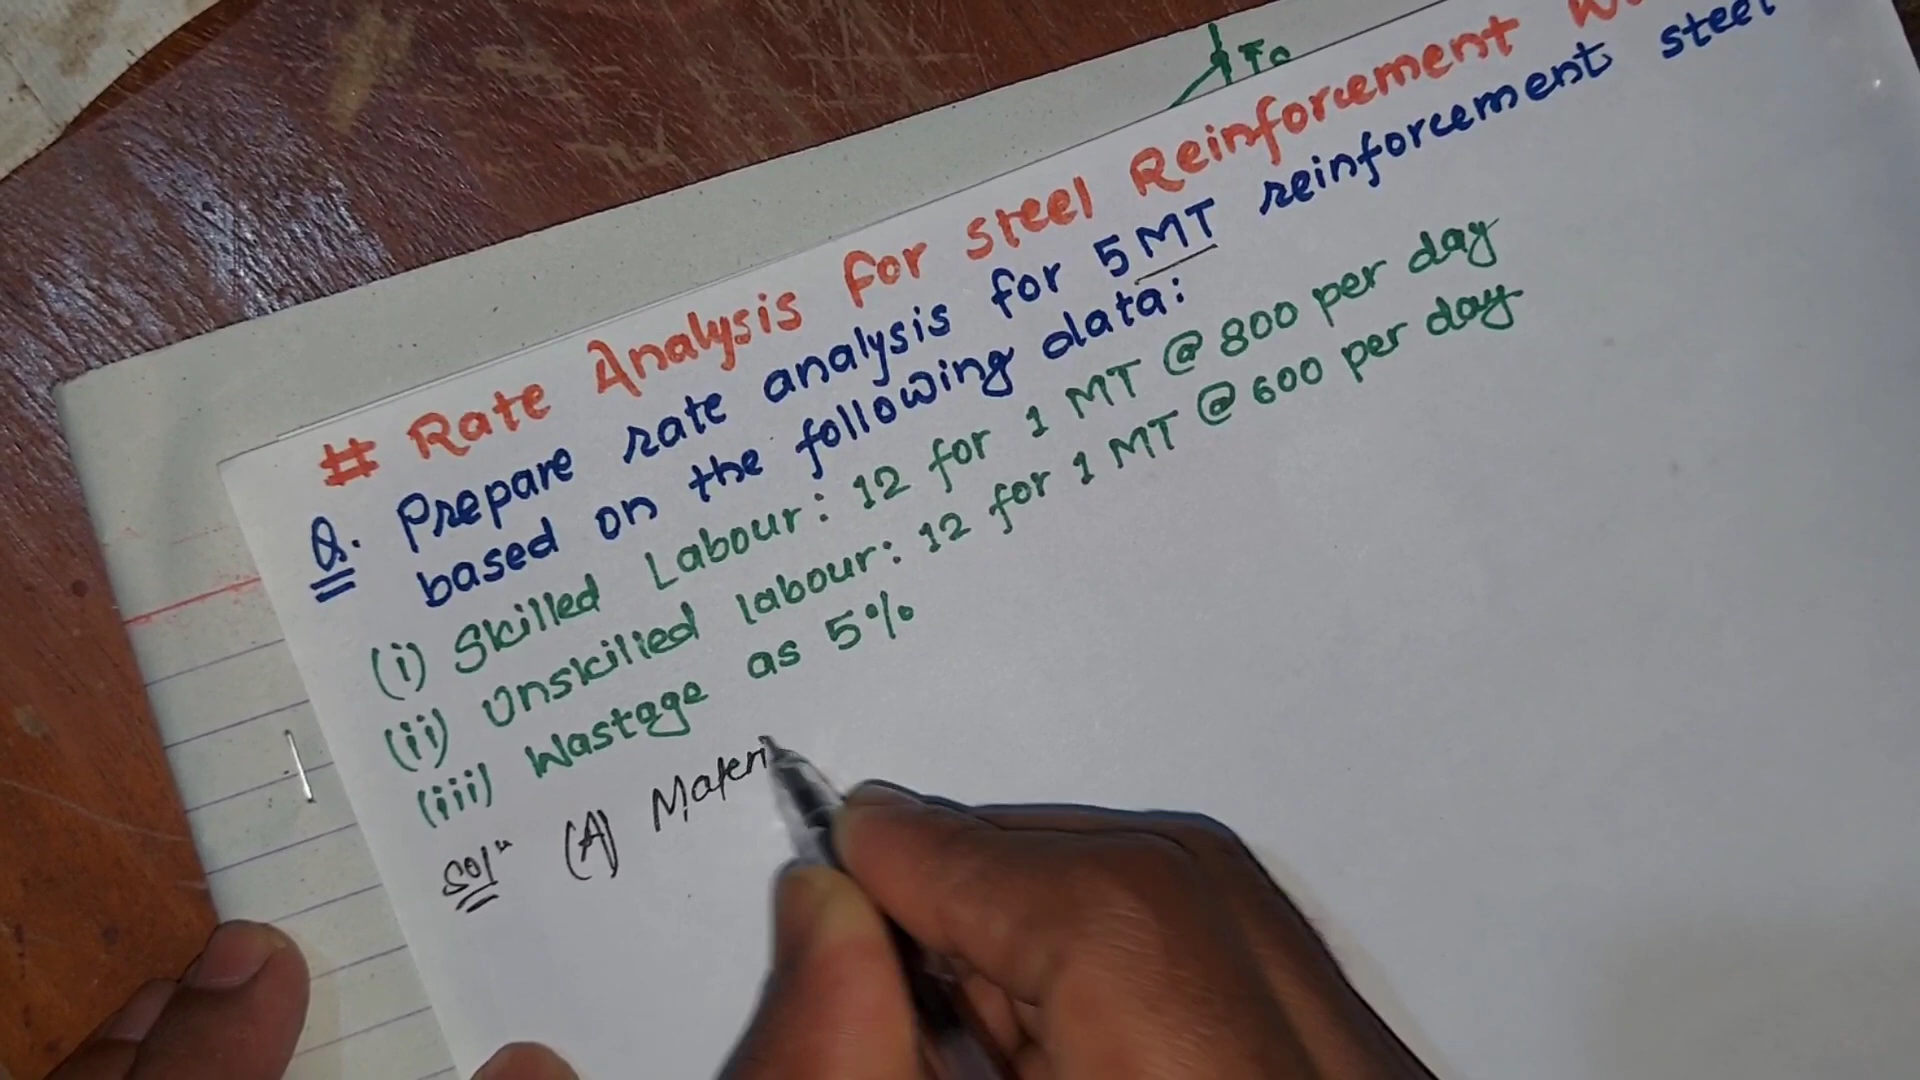 # Rate Analysis for steel Reinforcement
Q. Prepare rate analysis for 5 MT reinforcement steel
based on the following data:
(i) Skilled Labour: 12 for 1 MT @ 800 per day
(ii) Unskilled labour: 12 for 1 MT @ 600 per day
(iii) Wastage as 5%
Solⁿ (A) Materi